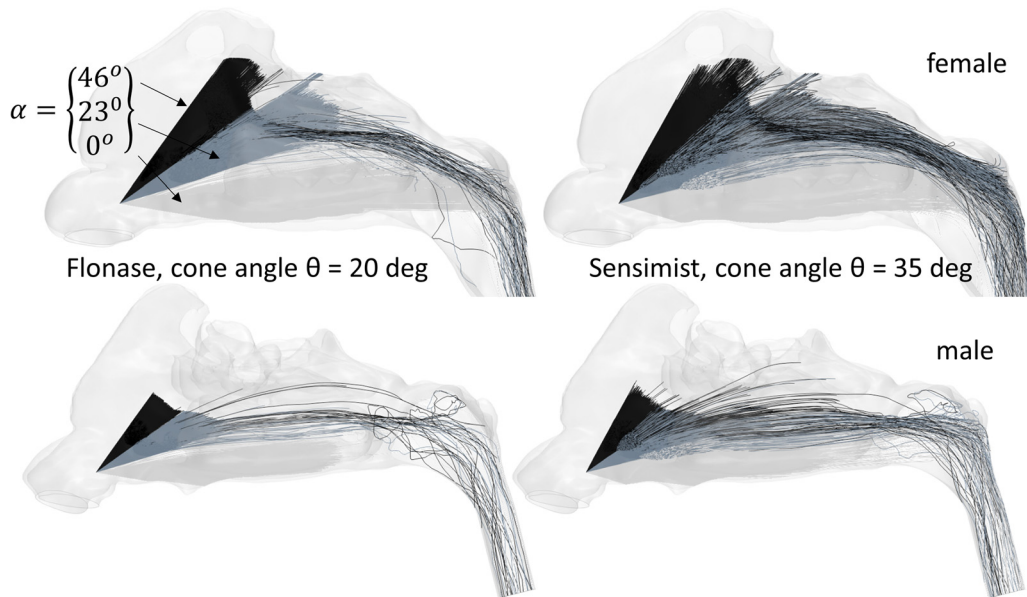 female
α = {46°
23⁰
0°}
Flonase, cone angle θ = 20 deg
Sensimist, cone angle θ = 35 deg
male